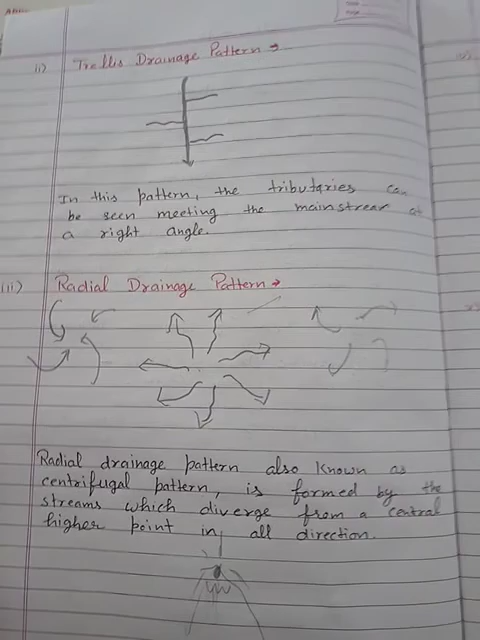 ii) Trellis Drainage Pattern →
In this pattern, the tributaries can
be seen meeting the mainstream at
a right angle.
(iii) Radial Drainage Pattern →
Radial drainage pattern also known as
centrifugal pattern, is formed by the
streams which diverge from a central
higher point in all direction.